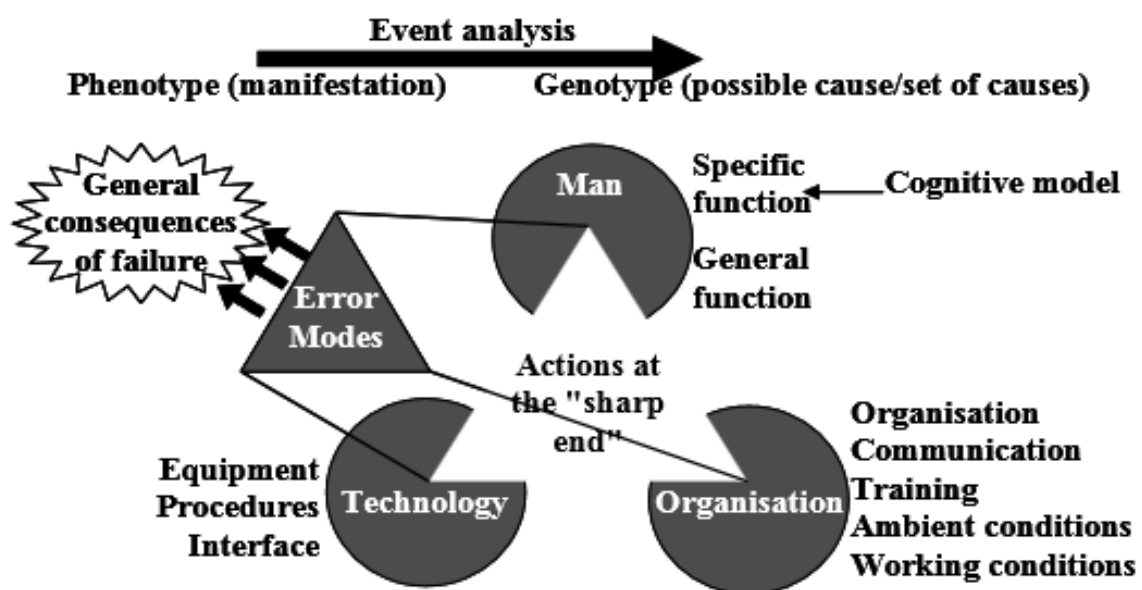 Event analysis
Phenotype (manifestation)
Genotype (possible cause/set of causes)
General
consequences
of failure
Man
Specific
function
Cognitive model
General
function
Error
Modes
Actions at
the "sharp
end"
Equipment
Procedures
Interface
Technology
Organisation
Organisation
Communication
Training
Ambient conditions
Working conditions